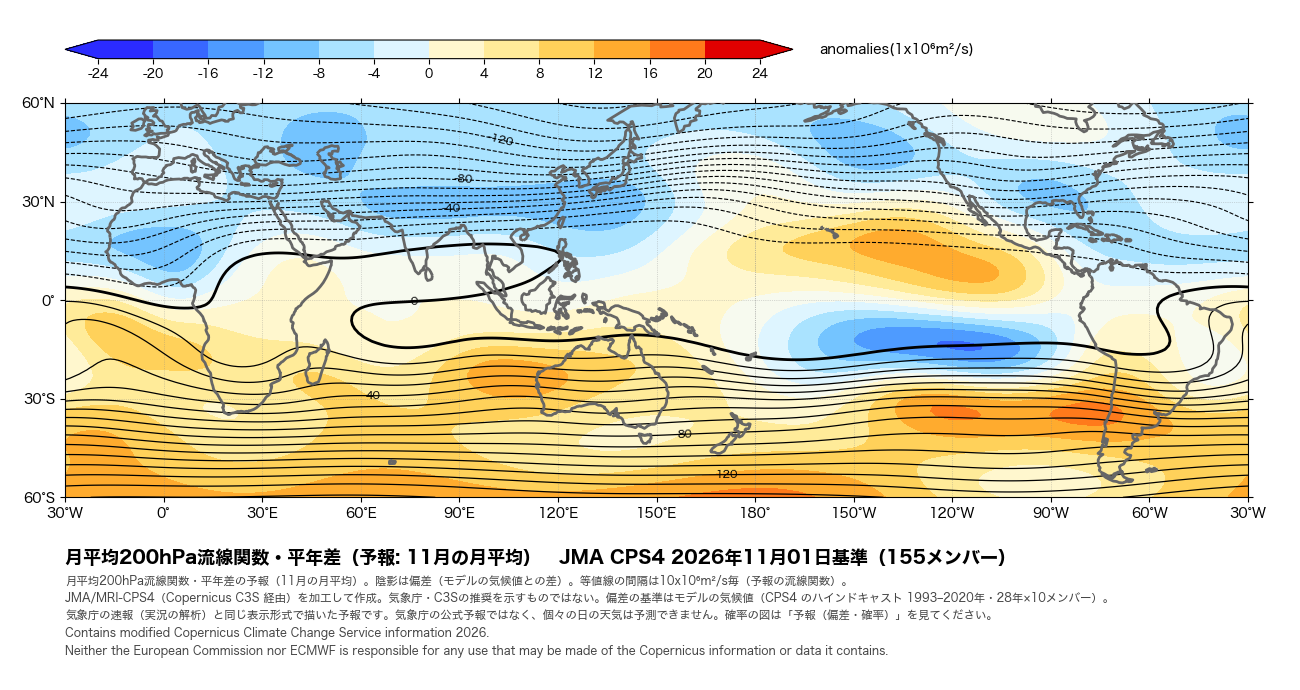 anomalies(1x10⁶m²/s)
-24 -20 -16 -12 -8 -4 0 4 8 12 16 20 24
60°N
120
80
30°N
40
0°
0
30°S
40
80
120
60°S
30°W 0° 30°E 60°E 90°E 120°E 150°E 180° 150°W 120°W 90°W 60°W 30°W
月平均200hPa流線関数・平年差（予報: 11月の月平均） JMA CPS4 2026年11月01日基準（155メンバー）
月平均200hPa流線関数・平年差の予報（11月の月平均）。陰影は偏差（モデルの気候値との差）。等値線の間隔は10x10⁶m²/s毎（予報の流線関数）。
JMA/MRI-CPS4（Copernicus C3S 経由）を加工して作成。気象庁・C3Sの推奨を示すものではない。偏差の基準はモデルの気候値（CPS4 のハインドキャスト 1993–2020年・28年×10メンバー）。
気象庁の速報（実況の解析）と同じ表示形式で描いた予報です。気象庁の公式予報ではなく、個々の日の天気は予測できません。確率の図は「予報（偏差・確率）」を見てください。
Contains modified Copernicus Climate Change Service information 2026.
Neither the European Commission nor ECMWF is responsible for any use that may be made of the Copernicus information or data it contains.